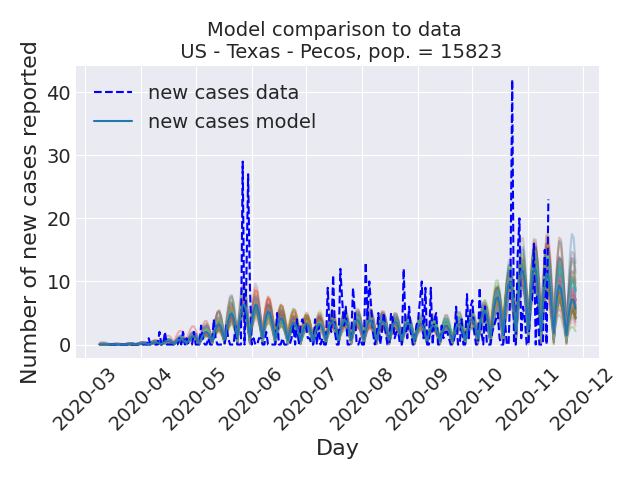 Model comparison to data
US - Texas - Pecos, pop. = 15823
Number of new cases reported
40
30
20
10
0
new cases data
new cases model
2020-03
2020-04
2020-05
2020-06
2020-07
2020-08
2020-09
2020-10
2020-11
2020-12
Day